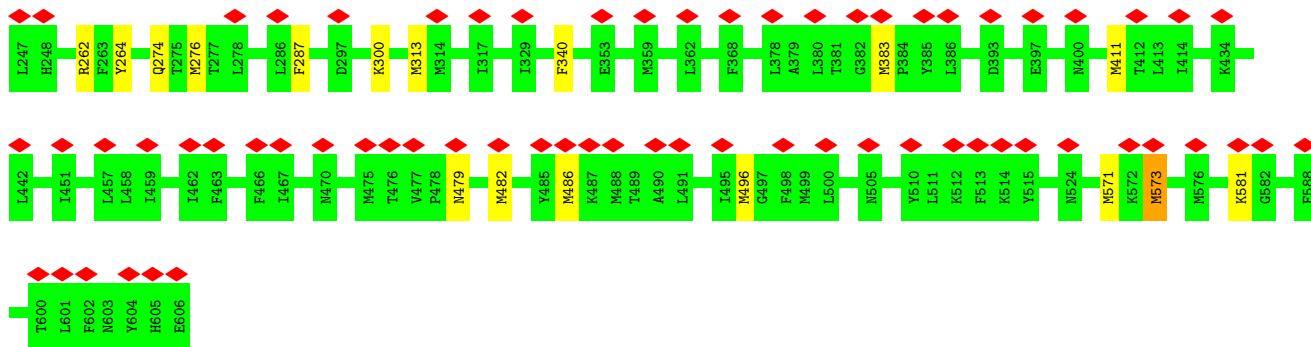 L247 H248 R262 F263 Y264 Q274 T275 M276 T277 L278 L286 F287 D297 K300 M313 M314 I317 I329 F340 E353 M359 L362 F368 L378 A379 L380 T381 G382 M383 P384 Y385 L386 D393 E397 N400 M411 T412 L413 I414 K434
L442 I451 L457 L458 I459 I462 F463 F466 I467 N470 M475 T476 V477 P478 N479 M482 Y485 M486 K487 M488 T489 A490 L491 I495 M496 G497 F498 M499 L500 N505 Y510 L511 K512 F513 K514 Y515 N524 M571 K572 M573 M576 K581 G582
T600 L601 F602 N603 Y604 H605 E606